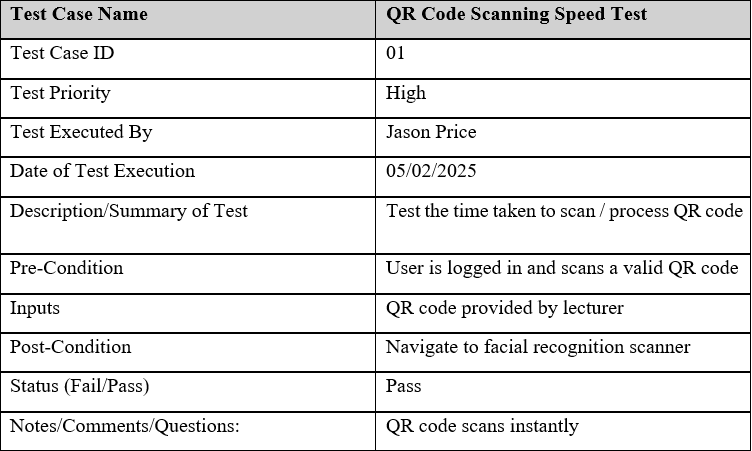 Test Case Name QR Code Scanning Speed Test
Test Case ID 01
Test Priority High
Test Executed By Jason Price
Date of Test Execution 05/02/2025
Description/Summary of Test Test the time taken to scan / process QR code
Pre-Condition User is logged in and scans a valid QR code
Inputs QR code provided by lecturer
Post-Condition Navigate to facial recognition scanner
Status (Fail/Pass) Pass
Notes/Comments/Questions: QR code scans instantly